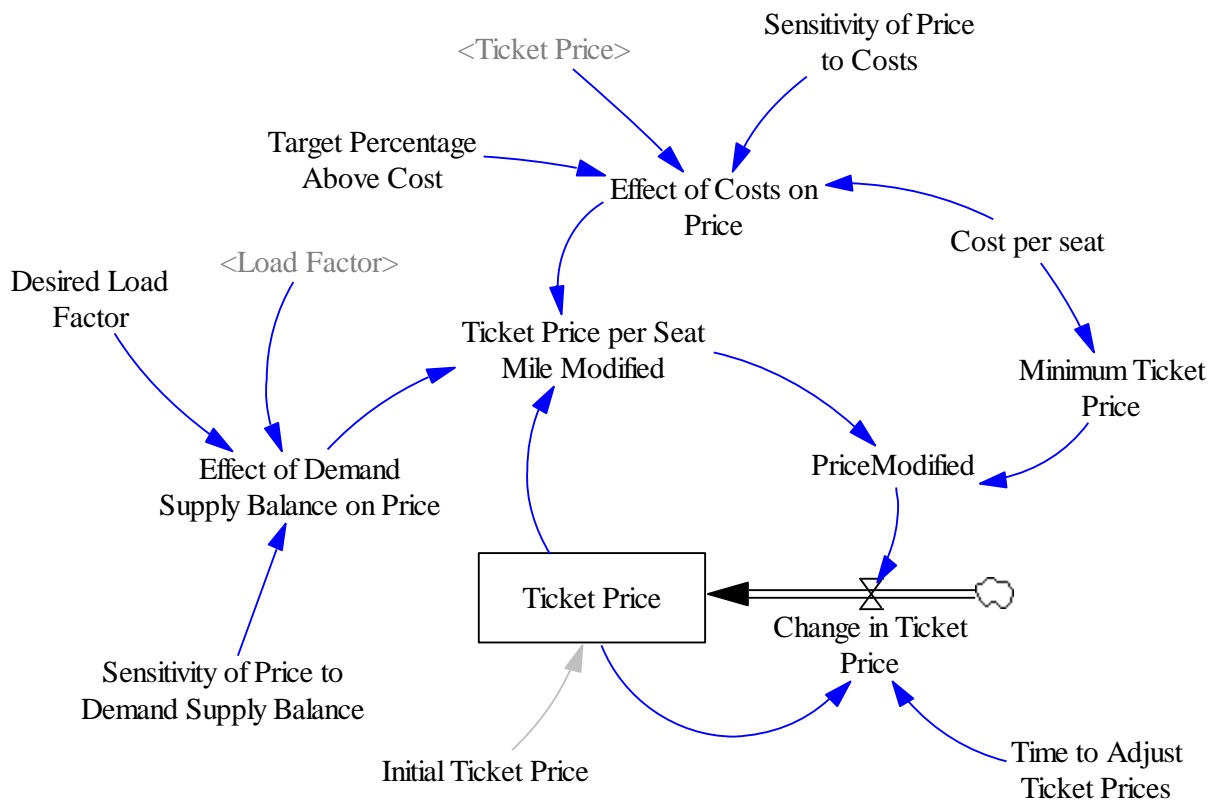 Sensitivity of Price
to Costs
<Ticket Price>
Target Percentage
Above Cost
Effect of Costs on
Price
Cost per seat
<Load Factor>
Desired Load
Factor
Ticket Price per Seat
Mile Modified
Minimum Ticket
Price
PriceModified
Effect of Demand
Supply Balance on Price
Ticket Price
Change in Ticket
Price
Sensitivity of Price to
Demand Supply Balance
Initial Ticket Price
Time to Adjust
Ticket Prices